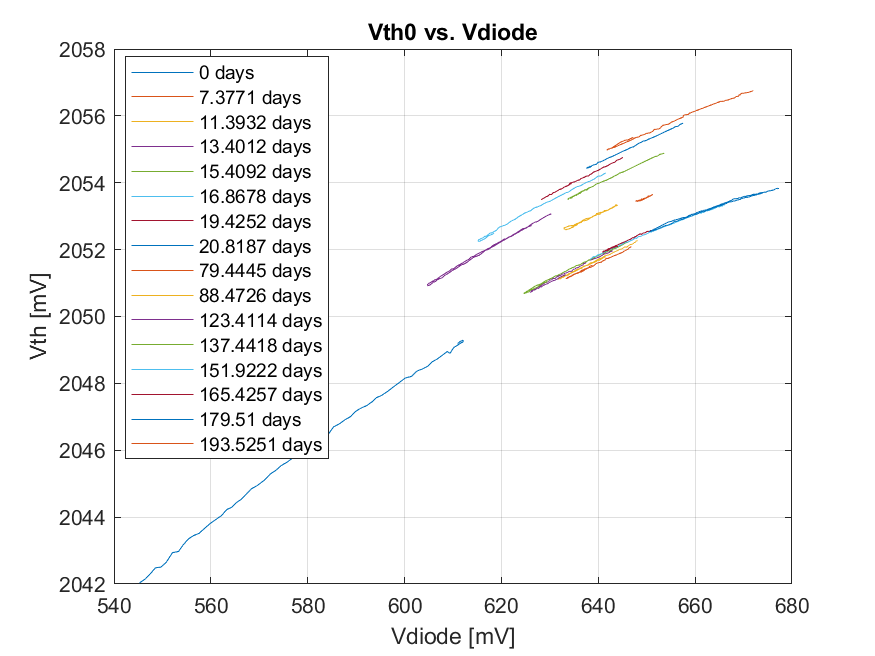 Vth0 vs. Vdiode
2058
2056
2054
2052
2050
2048
2046
2044
2042
Vth [mV]
0 days
7.3771 days
11.3932 days
13.4012 days
15.4092 days
16.8678 days
19.4252 days
20.8187 days
79.4445 days
88.4726 days
123.4114 days
137.4418 days
151.9222 days
165.4257 days
179.51 days
193.5251 days
540 560 580 600 620 640 660 680
Vdiode [mV]